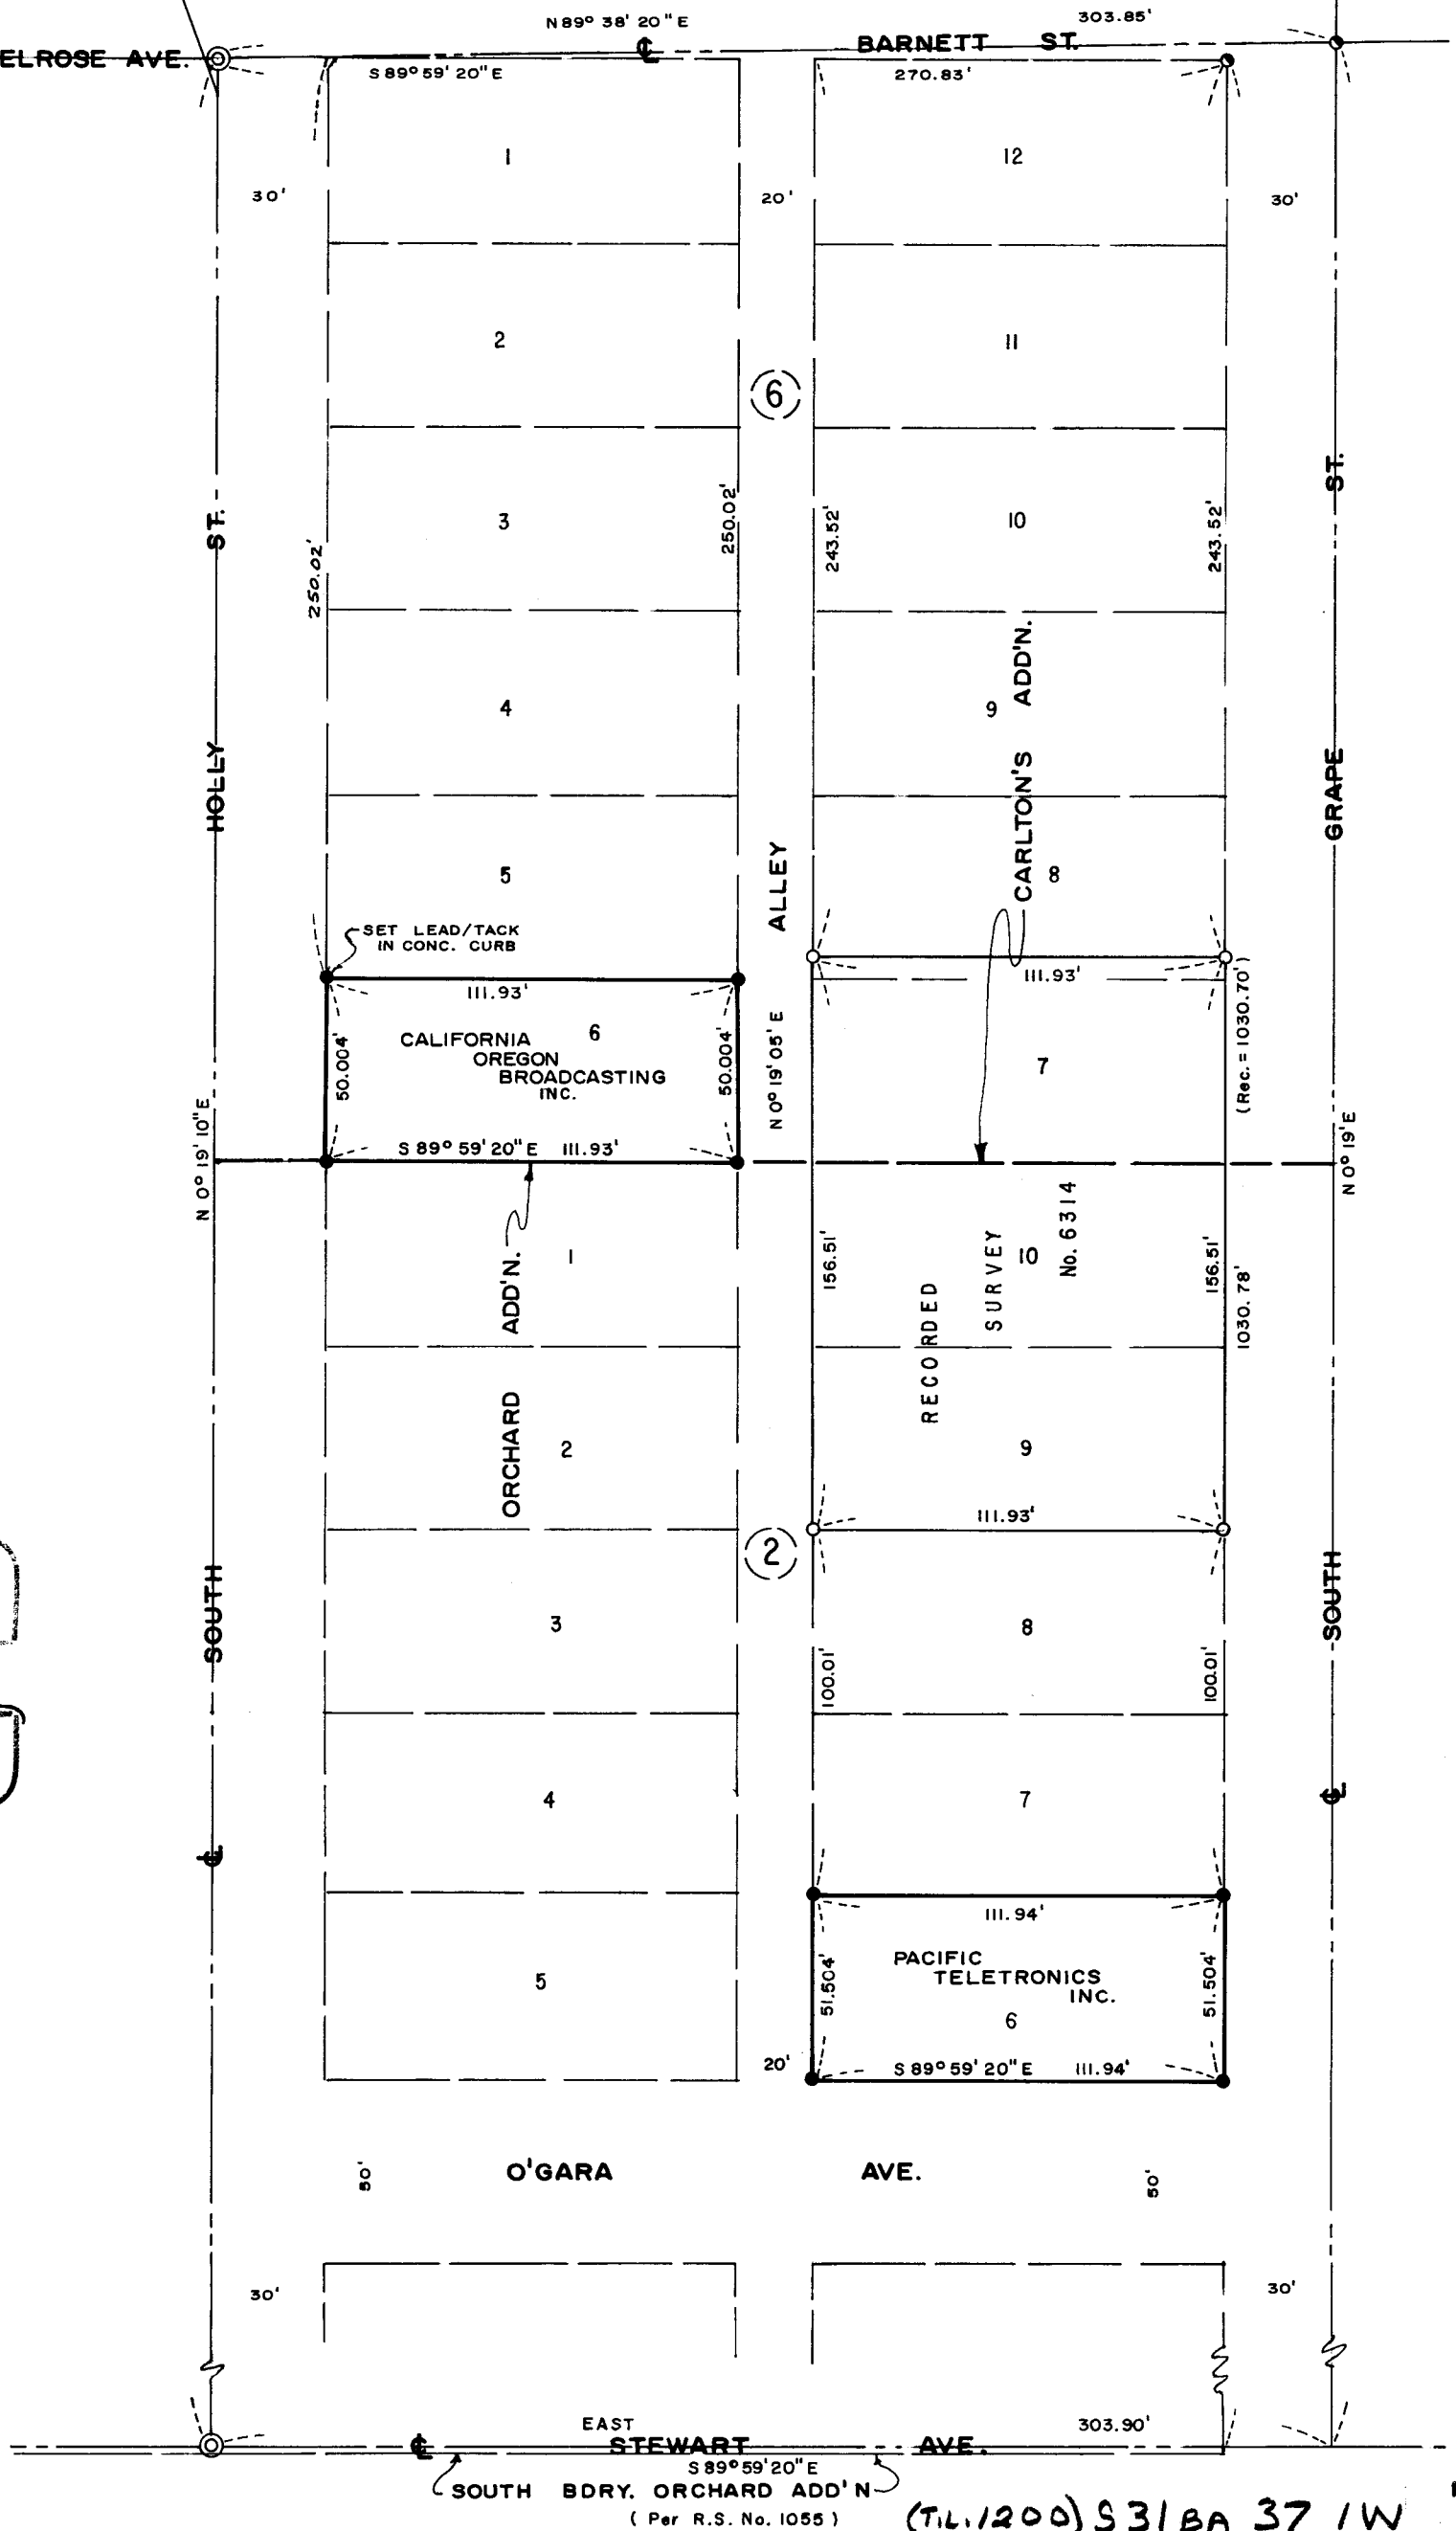 N 89° 38' 20" E
303.85'
ELROSE AVE.
℄
BARNETT ST.
S 89° 59' 20" E
270.83'
1
12
30'
20'
30'
2
11
6
3
10
250.02'
250.02'
243.52'
243.52'
HOLLY ST.
GRAPE ST.
4
9
CARLTON'S ADD'N.
5
8
ALLEY
SET LEAD/TACK
IN CONC. CURB
111.93'
111.93'
(Rec. = 1030.70')
50.004'
CALIFORNIA
OREGON
BROADCASTING
INC.
6
50.004'
N 0° 19' 05' E
7
S 89° 59' 20" E 111.93'
N 0° 19' 10" E
N 0° 19' E
1
10
156.51'
156.51'
1030.78'
RECORDED
SURVEY
No. 6314
ORCHARD ADD'N.
2
9
111.93'
2
SOUTH
SOUTH
3
8
100.01'
100.01'
4
7
℄
℄
111.94'
5
51.504'
PACIFIC
TELETRONICS
INC.
6
51.504'
20'
S 89° 59' 20" E 111.94'
50'
O'GARA AVE.
50'
30'
30'
EAST
303.90'
℄
STEWART AVE.
S 89° 59' 20" E
SOUTH BDRY. ORCHARD ADD'N
( Per R.S. No. 1055 )
(T.L. 1200) S 31 BA 37 1W